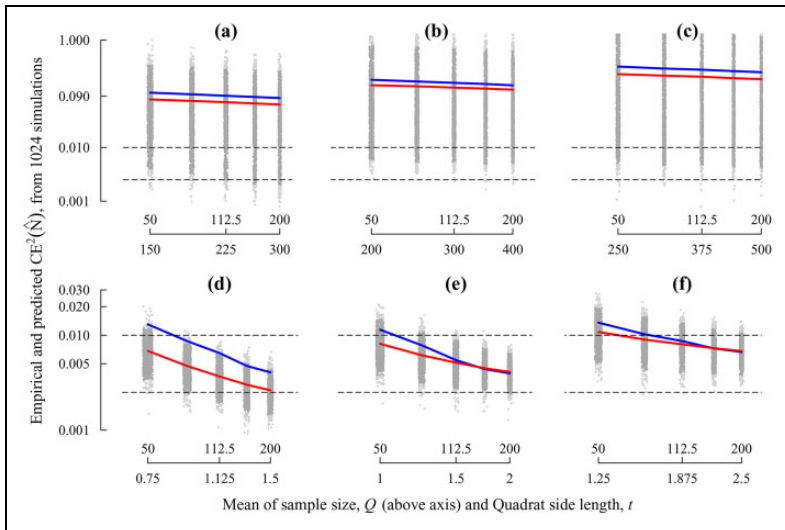 (a) (b) (c)
1.000
0.090
0.010
0.001
50 112.5 200 50 112.5 200 50 112.5 200
150 225 300 200 300 400 250 375 500
(d) (e) (f)
0.030
0.020
0.010
0.005
0.001
50 112.5 200 50 112.5 200 50 112.5 200
0.75 1.125 1.5 1 1.5 2 1.25 1.875 2.5
Empirical and predicted CE²(N̂), from 1024 simulations
Mean of sample size, Q (above axis) and Quadrat side length, t